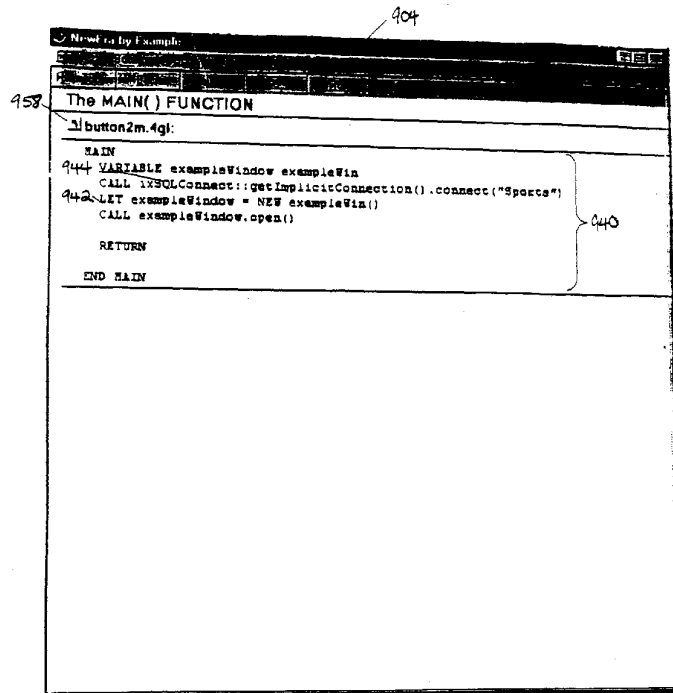 904
NewEra by Example
The MAIN( ) FUNCTION
958
button2m.4gl:
MAIN
944 VARIABLE exampleWindow exampleWin
CALL ixSQLConnect::getImplicitConnection().connect("Sports")
942 LET exampleWindow = NEW exampleWin()
CALL exampleWindow.open()
940
RETURN
END MAIN